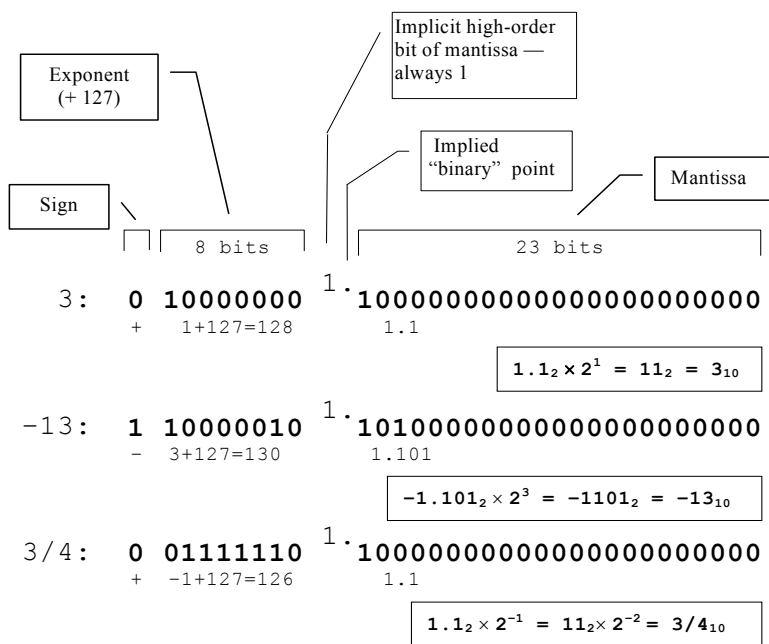 Implicit high-order
bit of mantissa —
always 1
Exponent
(+ 127)
Implied
“binary” point
Mantissa
Sign
8 bits
23 bits
3: 0 10000000 1. 10000000000000000000000
+ 1+127=128 1.1
1.1₂ × 2¹ = 11₂ = 3₁₀
−13: 1 10000010 1. 10100000000000000000000
− 3+127=130 1.101
−1.101₂ × 2³ = −1101₂ = −13₁₀
3/4: 0 01111110 1. 10000000000000000000000
+ −1+127=126 1.1
1.1₂ × 2⁻¹ = 11₂ × 2⁻² = 3/4₁₀